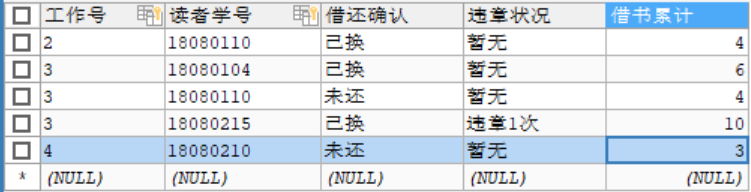 工作号 读者学号 借还确认 违章状况 借书累计
2 18080110 已换 暂无 4
3 18080104 已换 暂无 6
3 18080110 未还 暂无 4
3 18080215 已换 违章1次 10
4 18080210 未还 暂无 3
* (NULL) (NULL) (NULL) (NULL) (NULL)